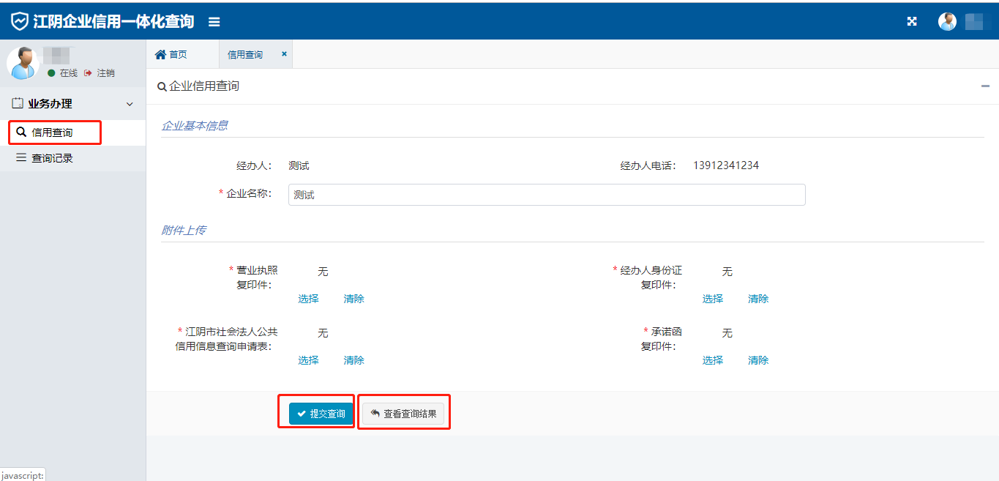 江阴企业信用一体化查询
在线 注销
首页 信用查询 ×
业务办理
信用查询
查询记录
企业信用查询
企业基本信息
经办人： 测试 经办人电话： 13912341234
* 企业名称： 测试
附件上传
* 营业执照 无 * 经办人身份证 无
复印件： 复印件：
选择 清除 选择 清除
* 江阴市社会法人公共 无 * 承诺函 无
信用信息查询申请表： 复印件：
选择 清除 选择 清除
提交查询 查看查询结果
javascript: